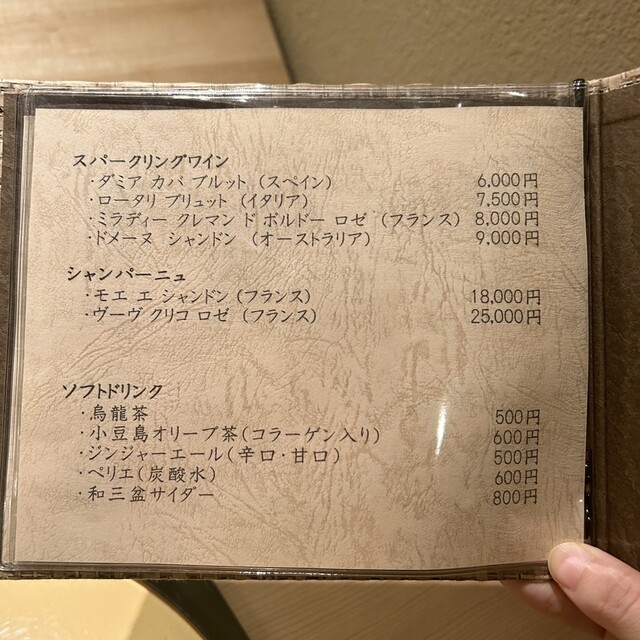 スパークリングワイン
・ダミア カバ ブルット (スペイン) 6,000円
・ロータリ ブリュット (イタリア) 7,500円
・ミラディー クレマン ド ボルドー ロゼ (フランス) 8,000円
・ドメーヌ シャンドン (オーストラリア) 9,000円
シャンパーニュ
・モエ エ シャンドン (フランス) 18,000円
・ヴーヴ クリコ ロゼ (フランス) 25,000円
ソフトドリンク
・烏龍茶 500円
・小豆島オリーブ茶(コラーゲン入り) 600円
・ジンジャーエール(辛口・甘口) 500円
・ペリエ(炭酸水) 600円
・和三盆サイダー 800円